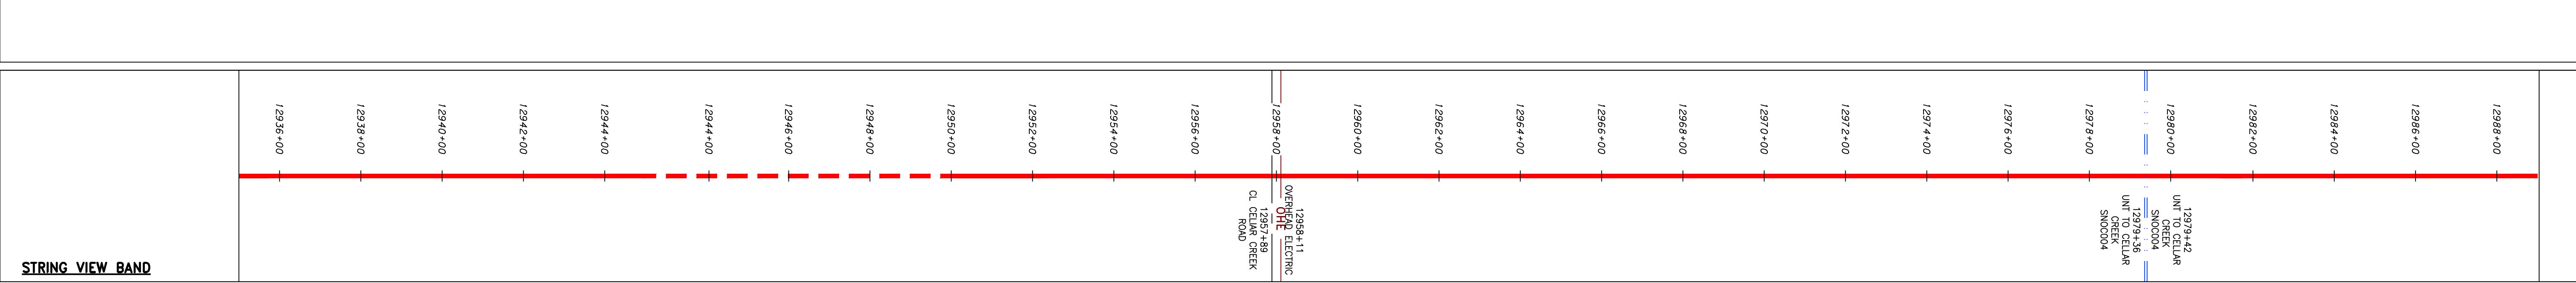 12936+00
12938+00
12940+00
12942+00
12944+00
12944+00
12946+00
12948+00
12950+00
12952+00
12954+00
12956+00
12958+00
12960+00
12962+00
12964+00
12966+00
12968+00
12970+00
12972+00
12974+00
12976+00
12978+00
12980+00
12982+00
12984+00
12986+00
12988+00
12958+11
OVERHEAD ELECTRIC
OHE
12957+89
CL CELLAR CREEK
ROAD
12979+42
UNT TO CELLAR
CREEK
SNOC004
12979+36
UNT TO CELLAR
CREEK
SNOC004
STRING VIEW BAND